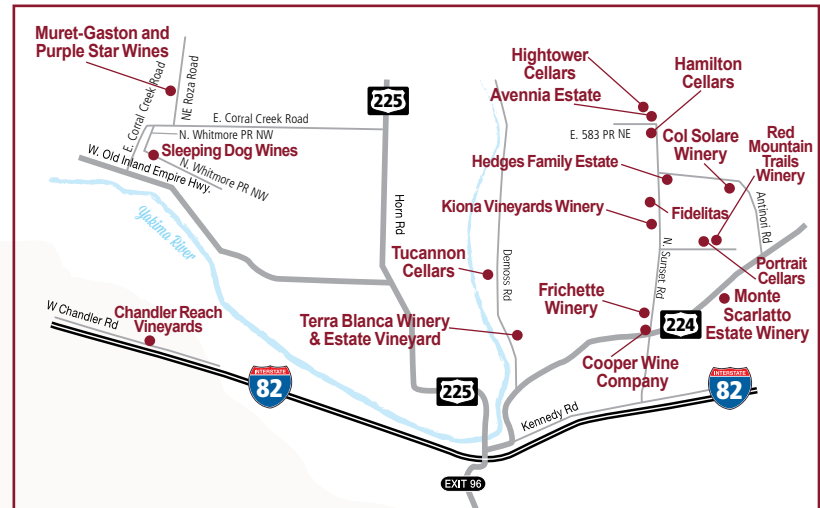 Muret-Gaston and
Purple Star Wines
E. Corral Creek Road
NE Roza Road
E. Corral Creek Road
N. Whitmore PR NW
Sleeping Dog Wines
N. Whitmore PR NW
W. Old Inland Empire Hwy.
Yakima River
225
Horn Rd
Hightower
Cellars
Avennia Estate
Hamilton
Cellars
E. 583 PR NE
Col Solare
Winery
Red
Mountain
Trails
Winery
Hedges Family Estate
Antinori Rd
Kiona Vineyards Winery
Fidelitas
N. Sunset Rd
Portrait
Cellars
Tucannon
Cellars
Demoss Rd
Frichette
Winery
Monte
Scarlatto
Estate Winery
224
W Chandler Rd
Chandler Reach
Vineyards
Terra Blanca Winery
& Estate Vineyard
Cooper Wine
Company
INTERSTATE
82
225
Kennedy Rd
INTERSTATE
82
EXIT 96